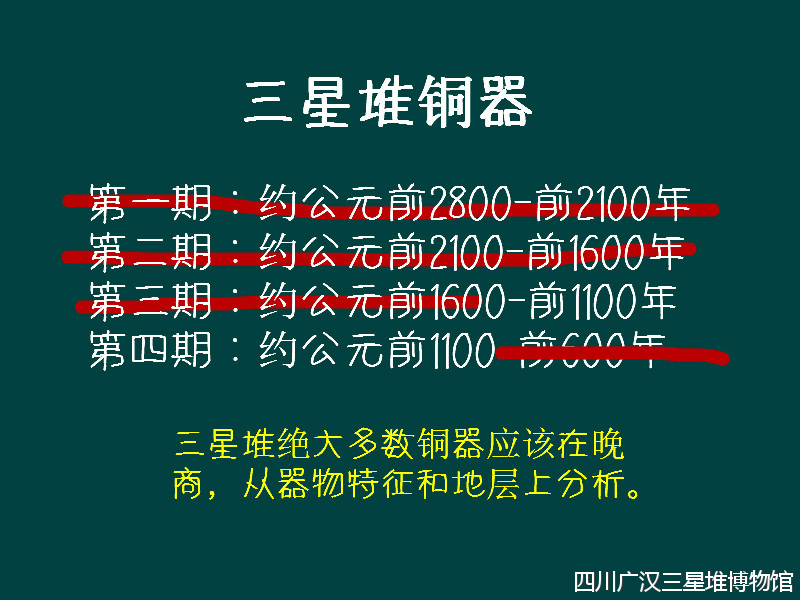 三星堆铜器
第一期：约公元前2800-前2100年
第二期：约公元前2100-前1600年
第三期：约公元前1600-前1100年
第四期：约公元前1100-前600年
三星堆绝大多数铜器应该在晚
商，从器物特征和地层上分析。
四川广汉三星堆博物馆